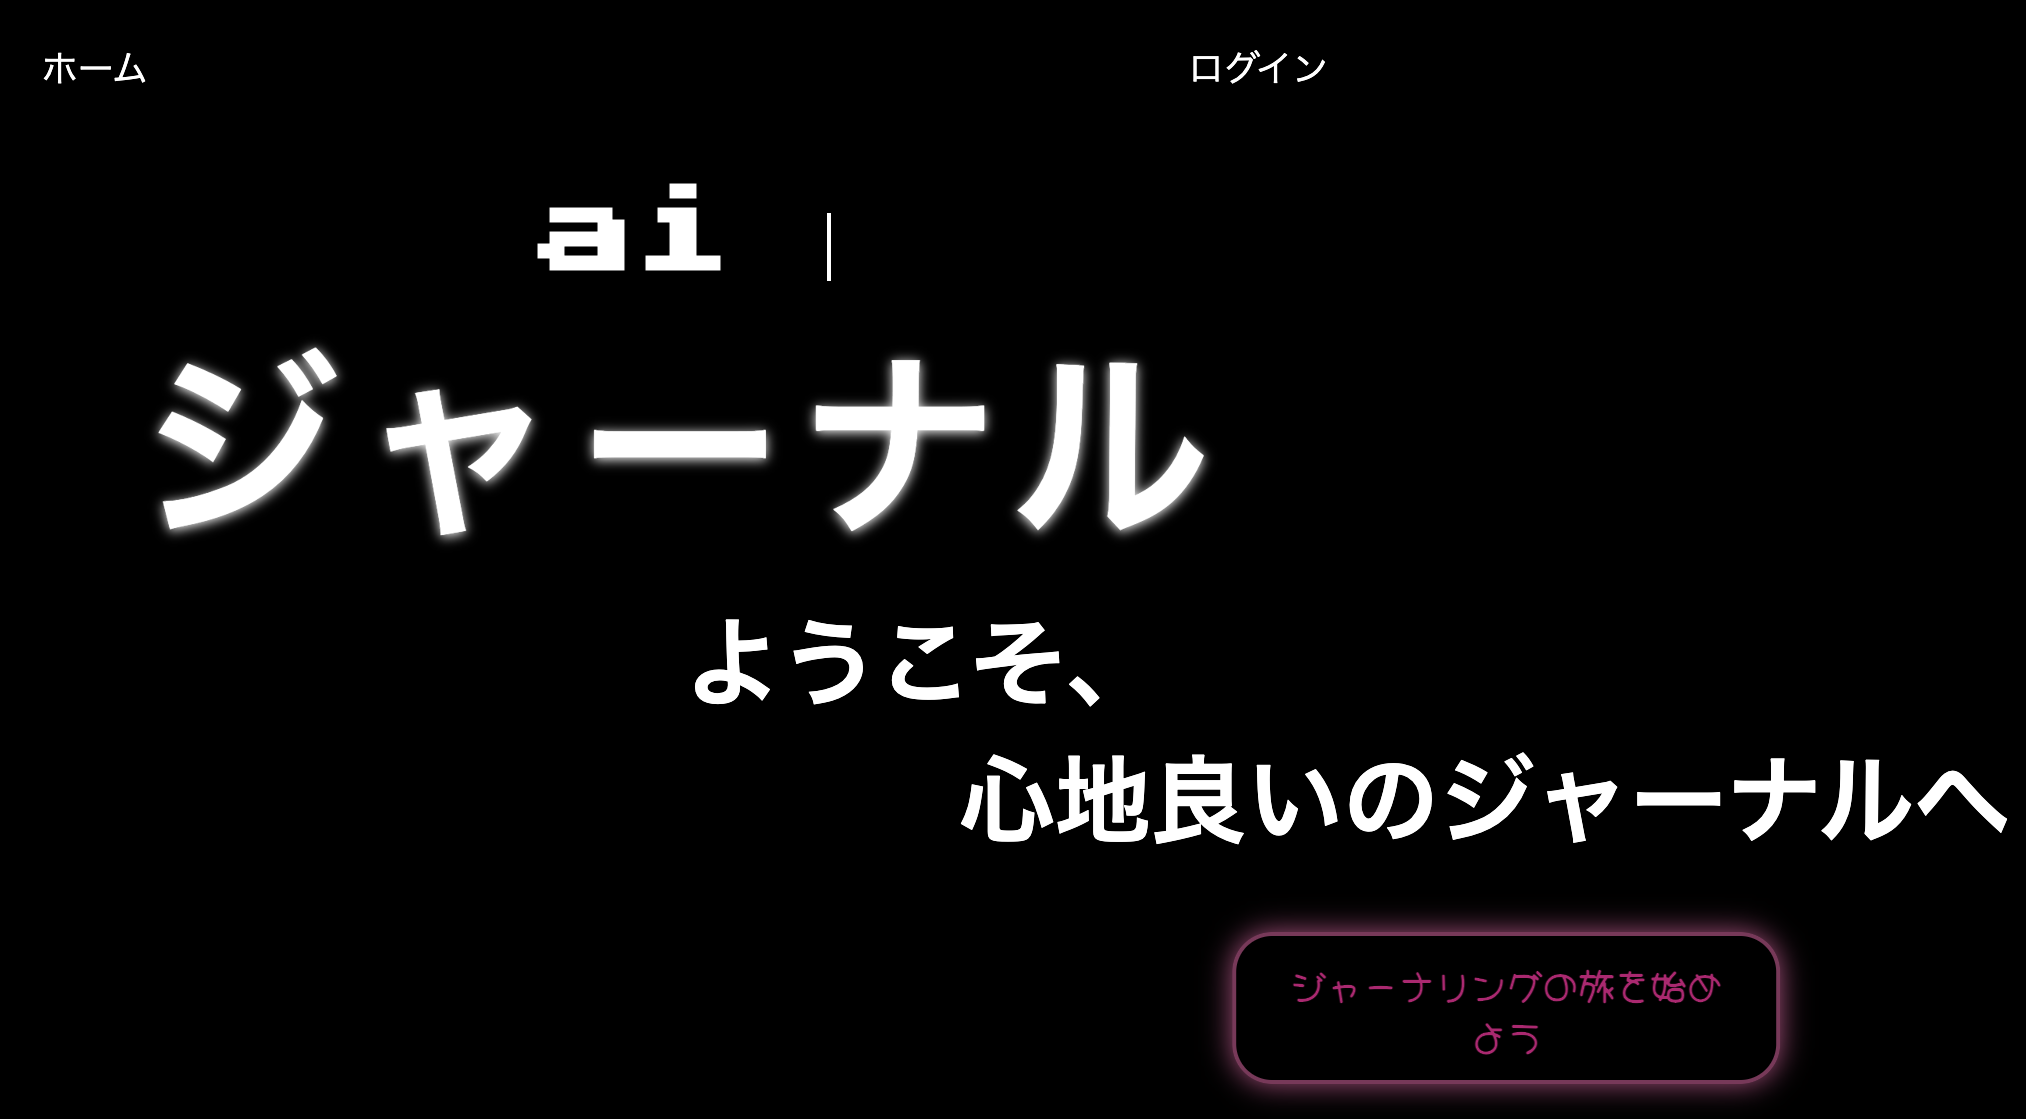 ホーム
ログイン
ai
ジャーナル
ようこそ、
心地良いのジャーナルへ
ジャーナリングの旅を始め
よう